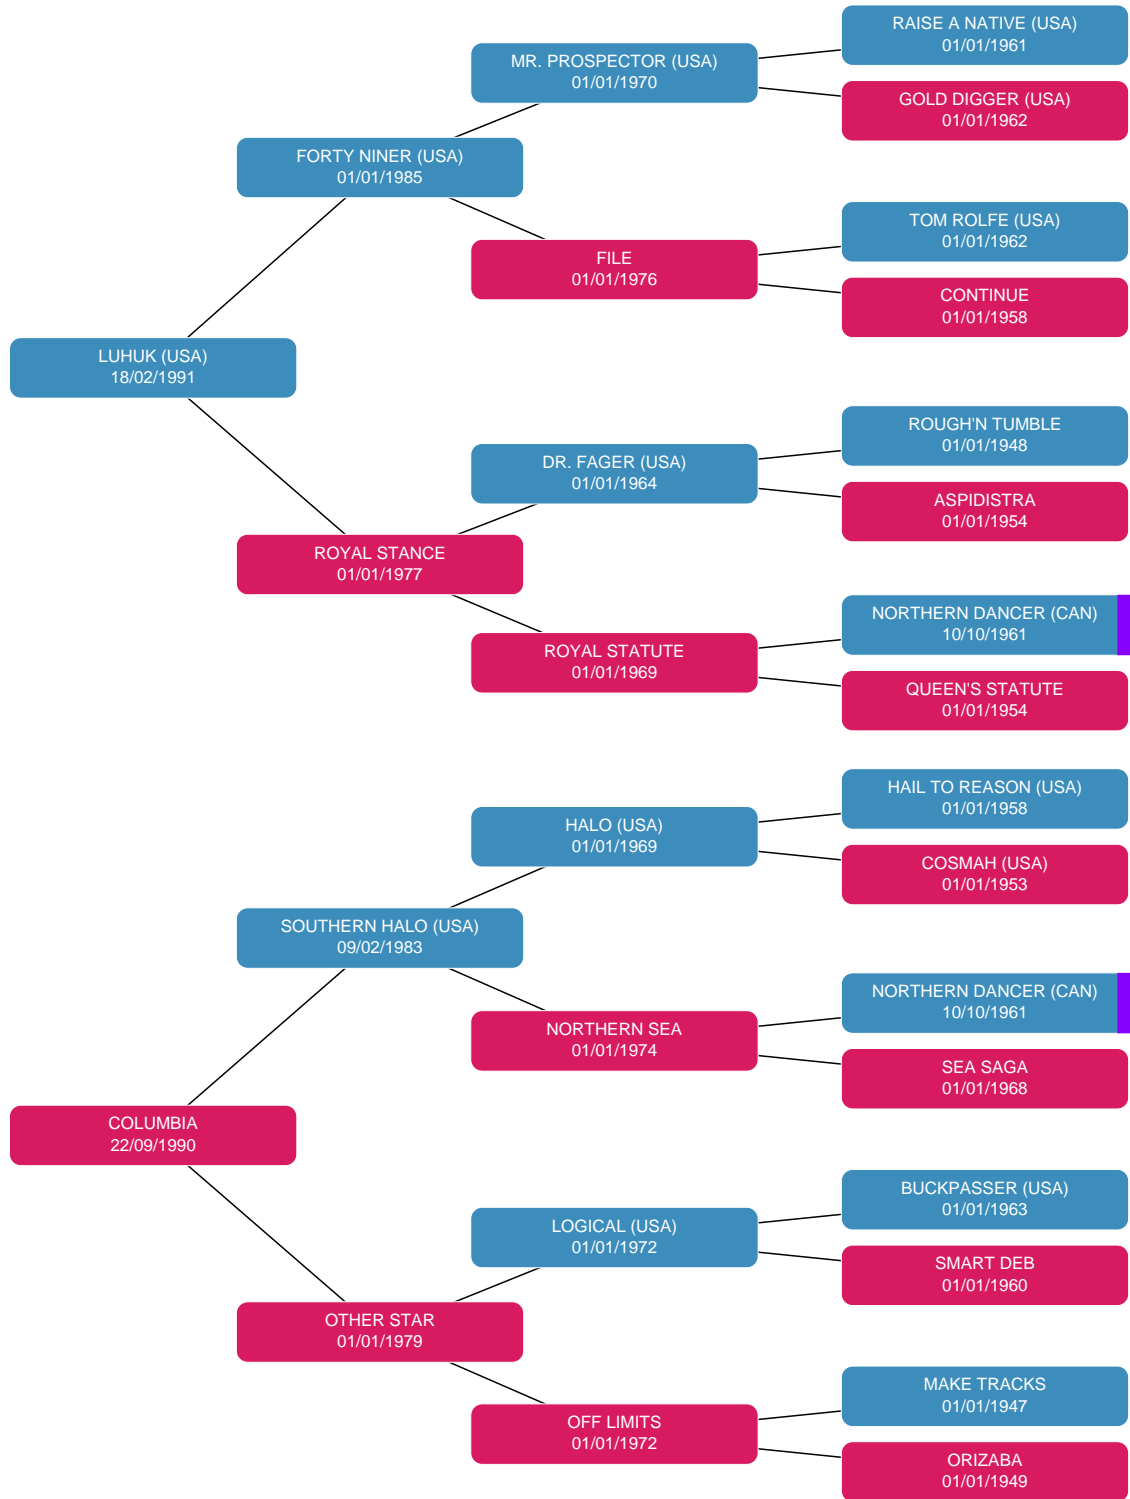 RAISE A NATIVE (USA)
01/01/1961
MR. PROSPECTOR (USA)
01/01/1970
GOLD DIGGER (USA)
01/01/1962
FORTY NINER (USA)
01/01/1985
TOM ROLFE (USA)
01/01/1962
FILE
01/01/1976
CONTINUE
01/01/1958
LUHUK (USA)
18/02/1991
ROUGH'N TUMBLE
01/01/1948
DR. FAGER (USA)
01/01/1964
ASPIDISTRA
01/01/1954
ROYAL STANCE
01/01/1977
NORTHERN DANCER (CAN)
10/10/1961
ROYAL STATUTE
01/01/1969
QUEEN'S STATUTE
01/01/1954
HAIL TO REASON (USA)
01/01/1958
HALO (USA)
01/01/1969
COSMAH (USA)
01/01/1953
SOUTHERN HALO (USA)
09/02/1983
NORTHERN DANCER (CAN)
10/10/1961
NORTHERN SEA
01/01/1974
SEA SAGA
01/01/1968
COLUMBIA
22/09/1990
BUCKPASSER (USA)
01/01/1963
LOGICAL (USA)
01/01/1972
SMART DEB
01/01/1960
OTHER STAR
01/01/1979
MAKE TRACKS
01/01/1947
OFF LIMITS
01/01/1972
ORIZABA
01/01/1949